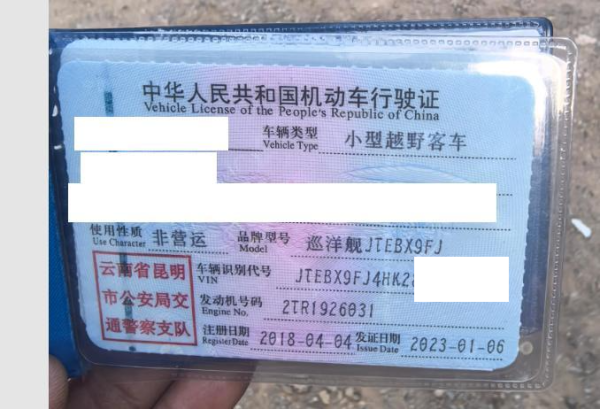 中华人民共和国机动车行驶证
Vehicle License of the People's Republic of China
车辆类型 小型越野客车
Vehicle Type
使用性质 非营运 品牌型号 巡洋舰JTEBX9FJ
Use Character Model
云南省昆明
市公安局交
通警察支队
车辆识别代号 JTEBX9FJ4HK2
VIN
发动机号码 2TR1926031
Engine No.
注册日期 2018-04-04 发证日期 2023-01-06
Register Date Issue Date